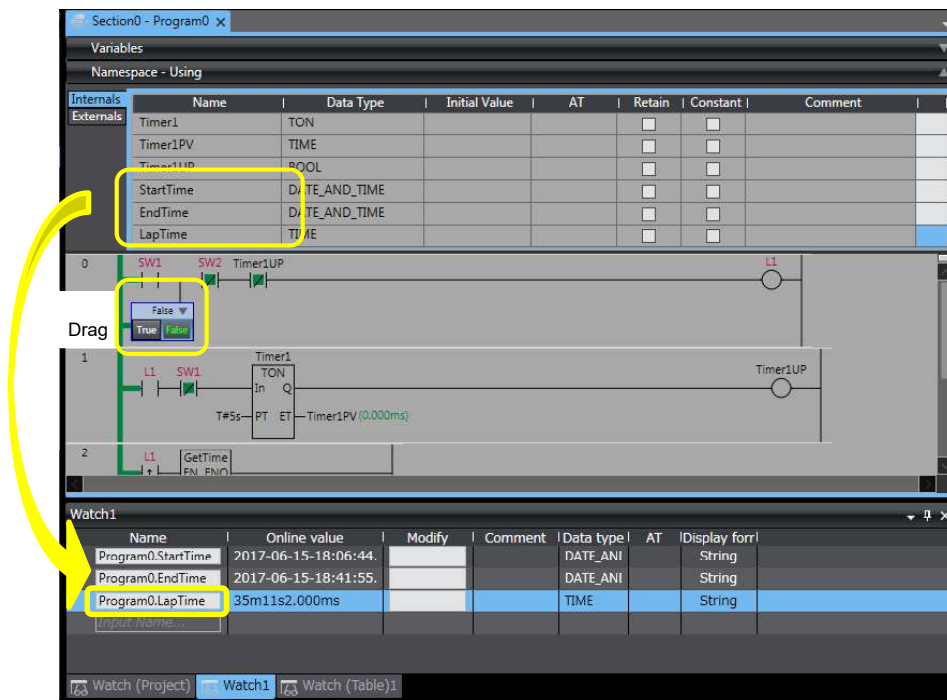 Section0 - Program0 ×
Variables
Namespace - Using
Internals Name Data Type Initial Value AT Retain Constant Comment
Externals
Timer1 TON
Timer1PV TIME
Timer1UP BOOL
StartTime DATE_AND_TIME
EndTime DATE_AND_TIME
LapTime TIME
0 SW1 SW2 Timer1UP L1
False
Drag True False
1 Timer1
L1 SW1 TON Timer1UP
In Q
T#5s PT ET Timer1PV (0.000ms)
2 L1 GetTime
EN ENO
Watch1
Name Online value Modify Comment Data type AT Display forr
Program0.StartTime 2017-06-15-18:06:44. DATE_ANI String
Program0.EndTime 2017-06-15-18:41:55. DATE_ANI String
Program0.LapTime 35m11s2.000ms TIME String
Input Name...
Watch (Project) Watch1 Watch (Table)1